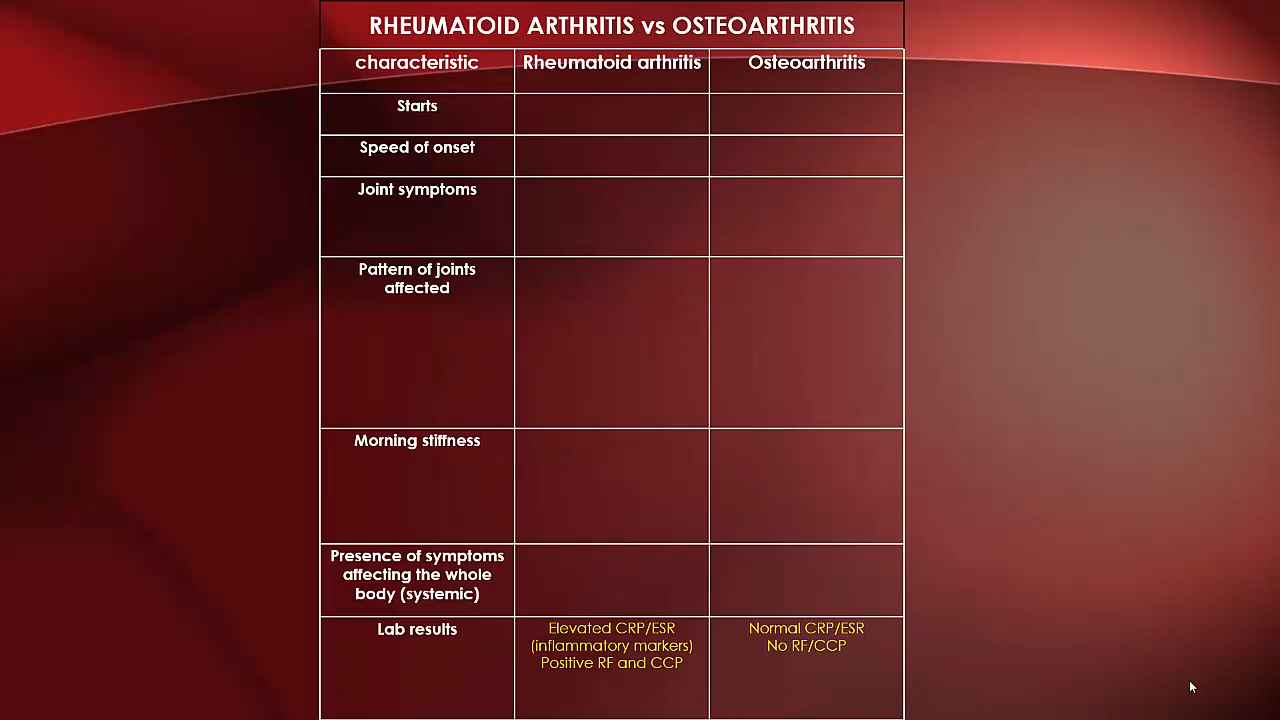 RHEUMATOID ARTHRITIS vs OSTEOARTHRITIS
characteristic
Rheumatoid arthritis
Osteoarthritis
Starts
Speed of onset
Joint symptoms
Pattern of joints
affected
Morning stiffness
Presence of symptoms
affecting the whole
body (systemic)
Lab results
Elevated CRP/ESR
(inflammatory markers)
Positive RF and CCP
Normal CRP/ESR
No RF/CCP